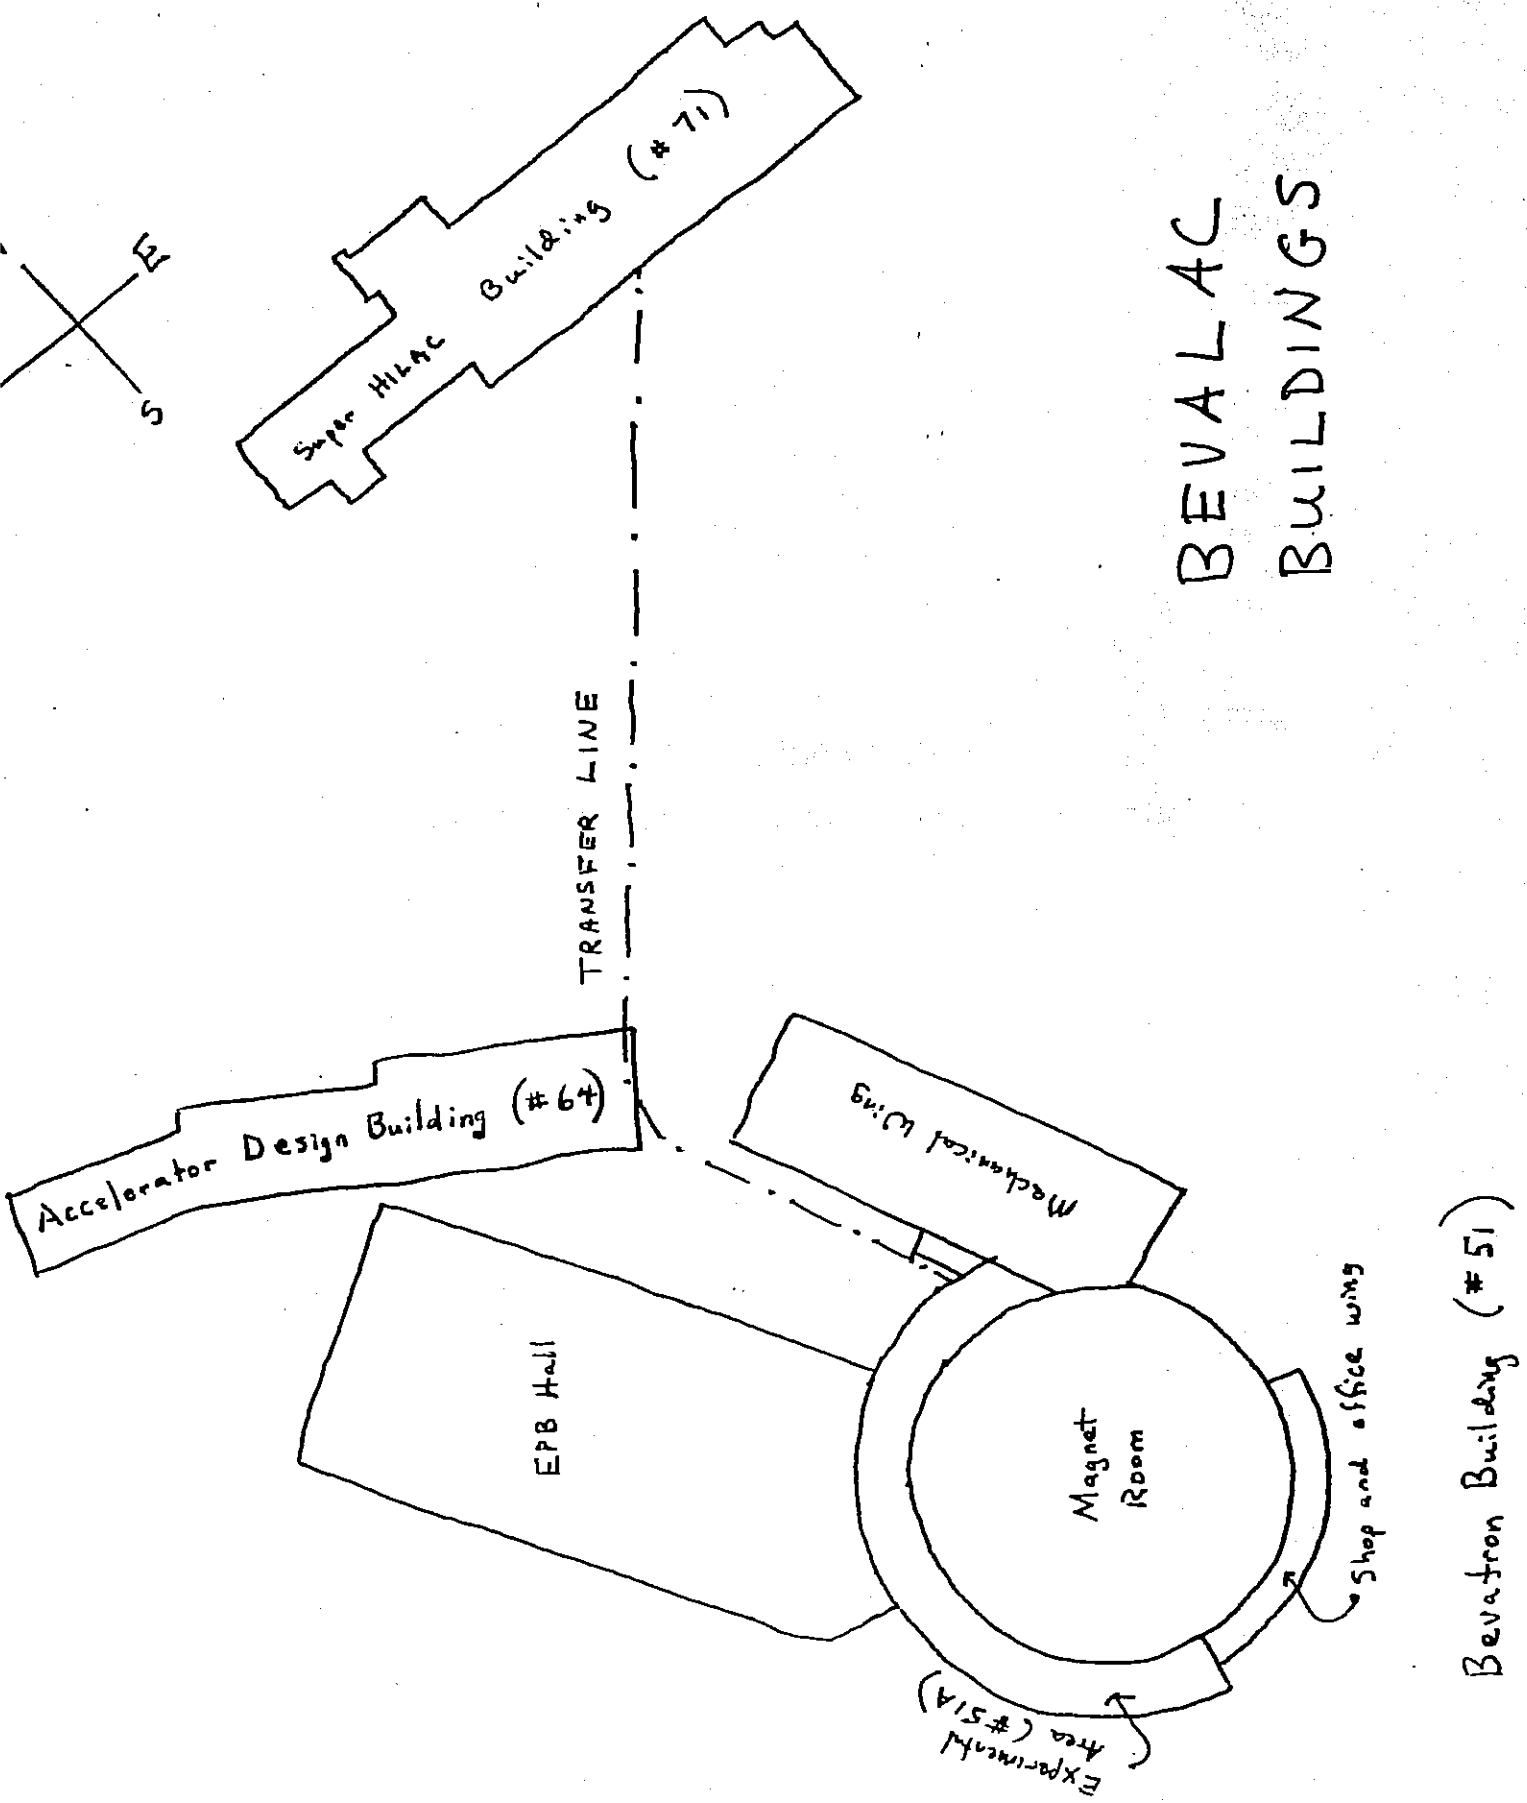 E
S
Super HILAC Building (#71)
TRANSFER LINE
Accelerator Design Building (#64)
Mechanical Wing
EPB Hall
Magnet
Room
Experimental
Area (#51A)
Shop and office wing
Bevatron Building (#51)
BEVALAC
BUILDINGS